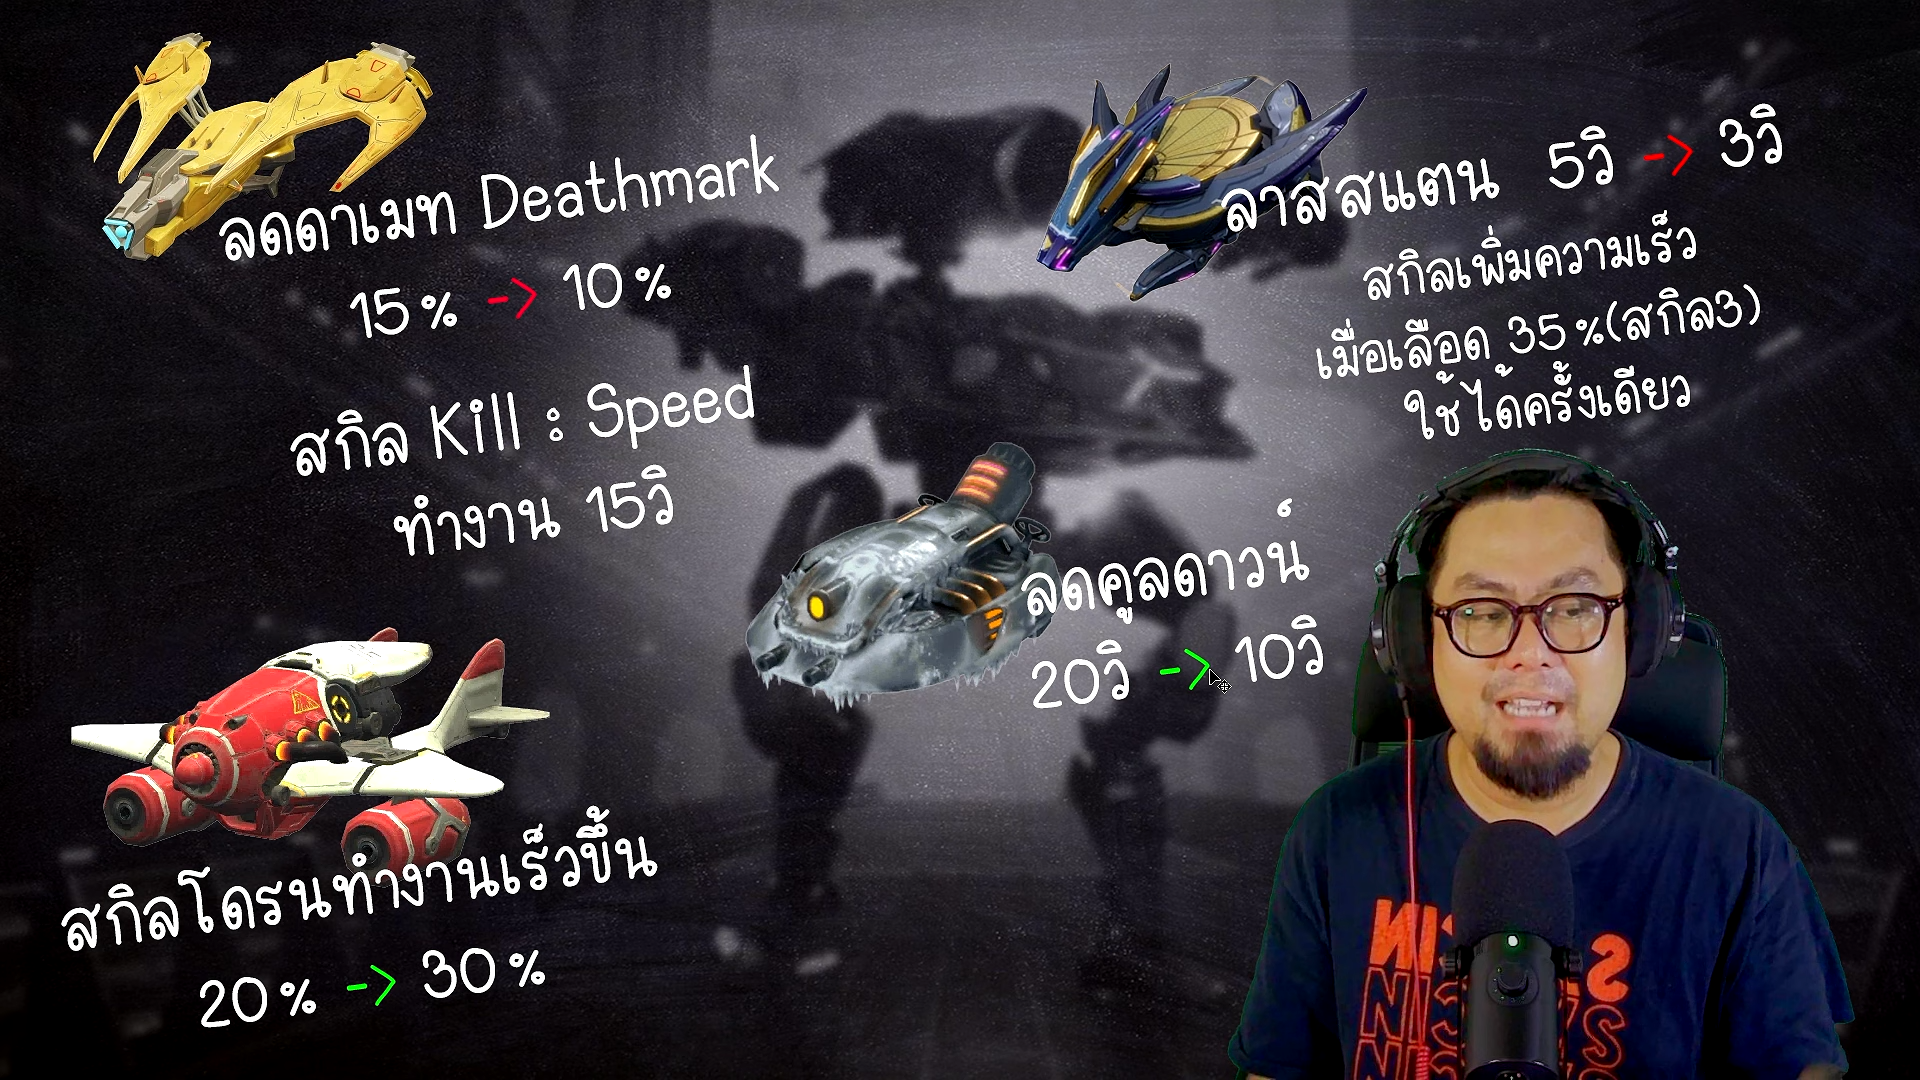 ลดดาเมท Deathmark
15% -> 10%
สกิล Kill : Speed
ทำงาน 15วิ
ลาสสแตน 5วิ -> 3วิ
สกิลเพิ่มความเร็ว
เมื่อเลือด 35%(สกิล3)
ใช้ได้ครั้งเดียว
ลดคูลดาวน์
20วิ -> 10วิ
สกิลโดรนทำงานเร็วขึ้น
20% -> 30%